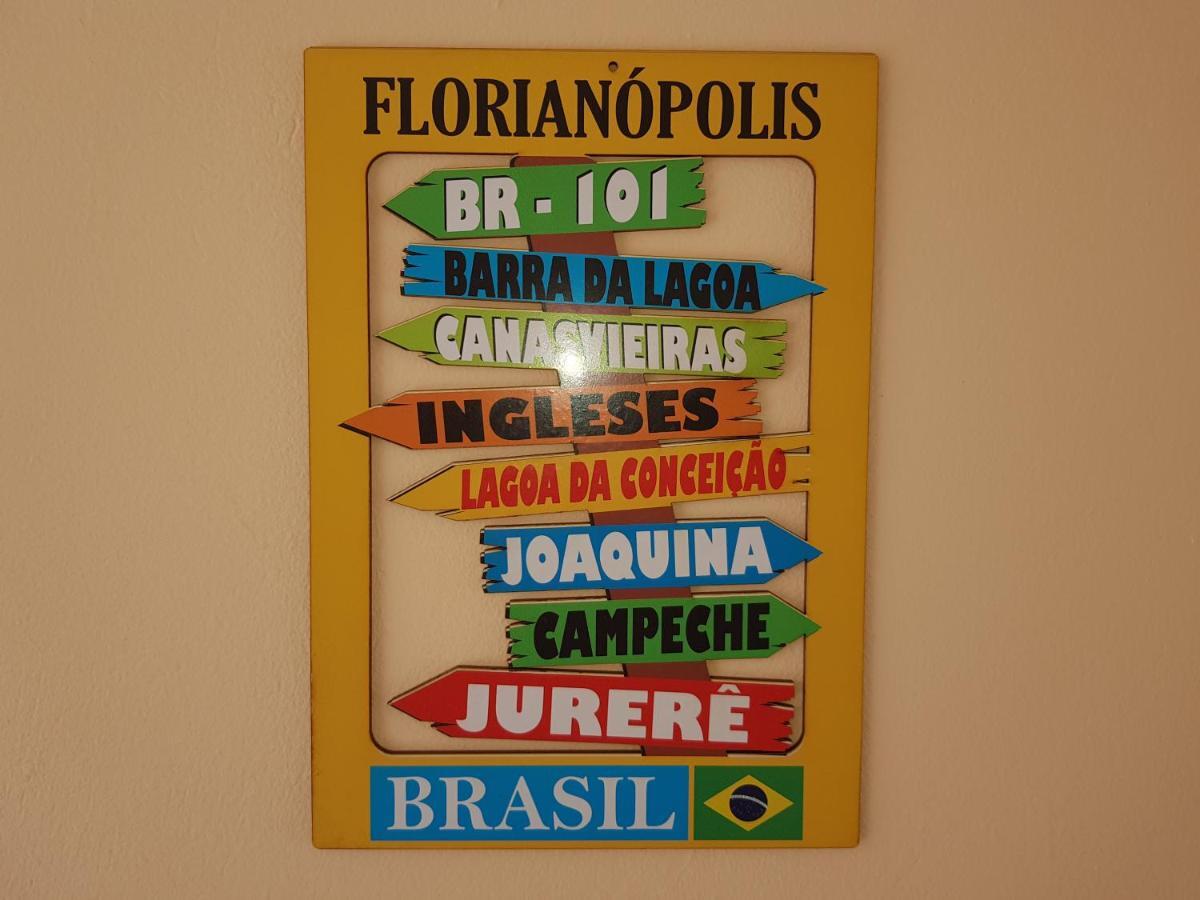 FLORIANÓPOLIS
BR - 101
BARRA DA LAGOA
CANASVIEIRAS
INGLESES
LAGOA DA CONCEIÇÃO
JOAQUINA
CAMPECHE
JURERÊ
BRASIL